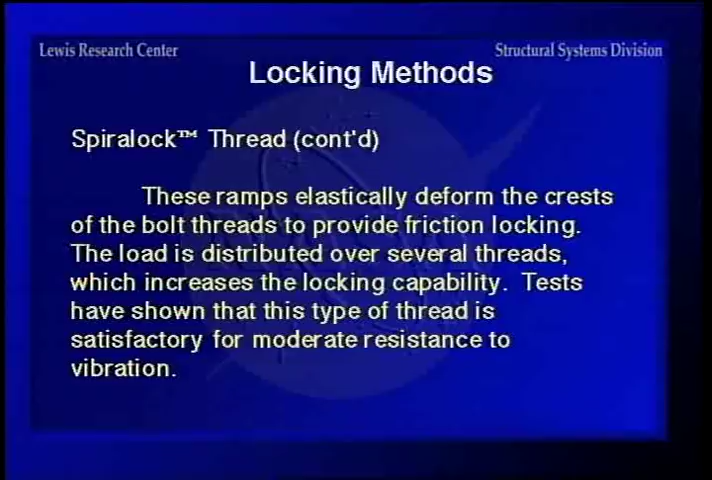 Lewis Research Center
Structural Systems Division
Locking Methods
Spiralock™ Thread (cont'd)
These ramps elastically deform the crests
of the bolt threads to provide friction locking.
The load is distributed over several threads,
which increases the locking capability. Tests
have shown that this type of thread is
satisfactory for moderate resistance to
vibration.